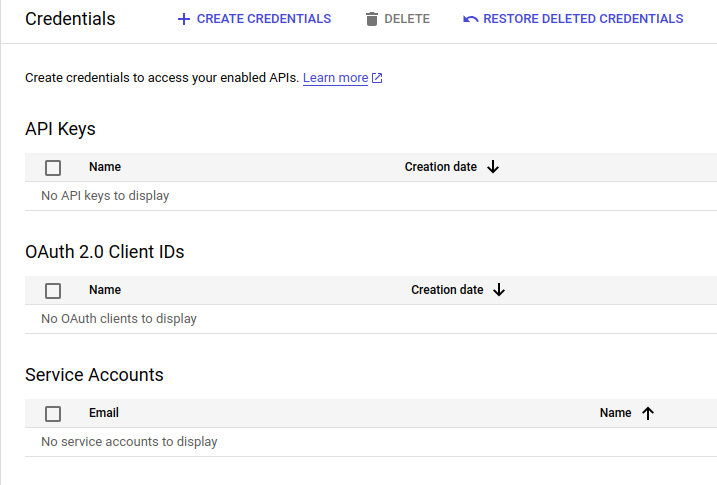 Credentials CREATE CREDENTIALS DELETE RESTORE DELETED CREDENTIALS
Create credentials to access your enabled APIs. Learn more
API Keys
Name Creation date
No API keys to display
OAuth 2.0 Client IDs
Name Creation date
No OAuth clients to display
Service Accounts
Email Name
No service accounts to display